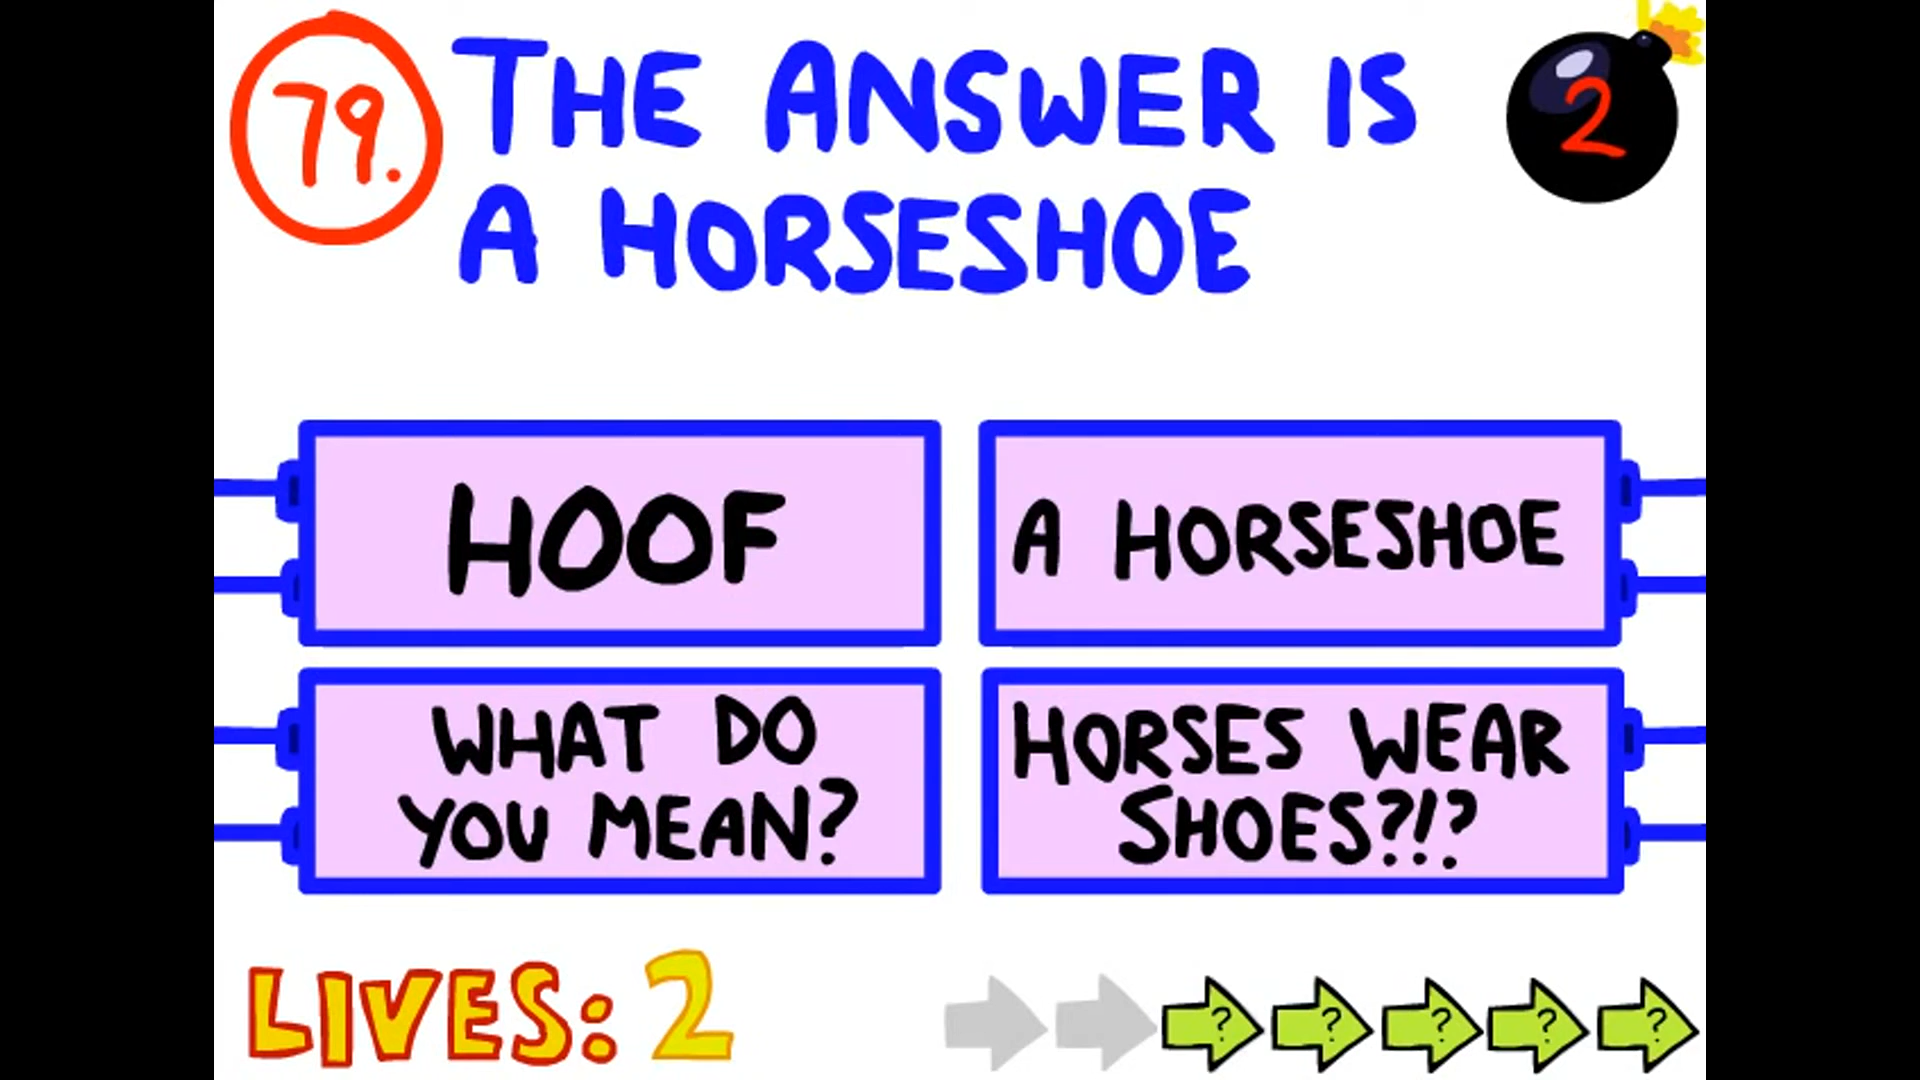 79.
THE ANSWER IS
A HORSESHOE
2
HOOF
A HORSESHOE
WHAT DO
YOU MEAN?
HORSES WEAR
SHOES?!?
LIVES: 2
? ? ? ? ?